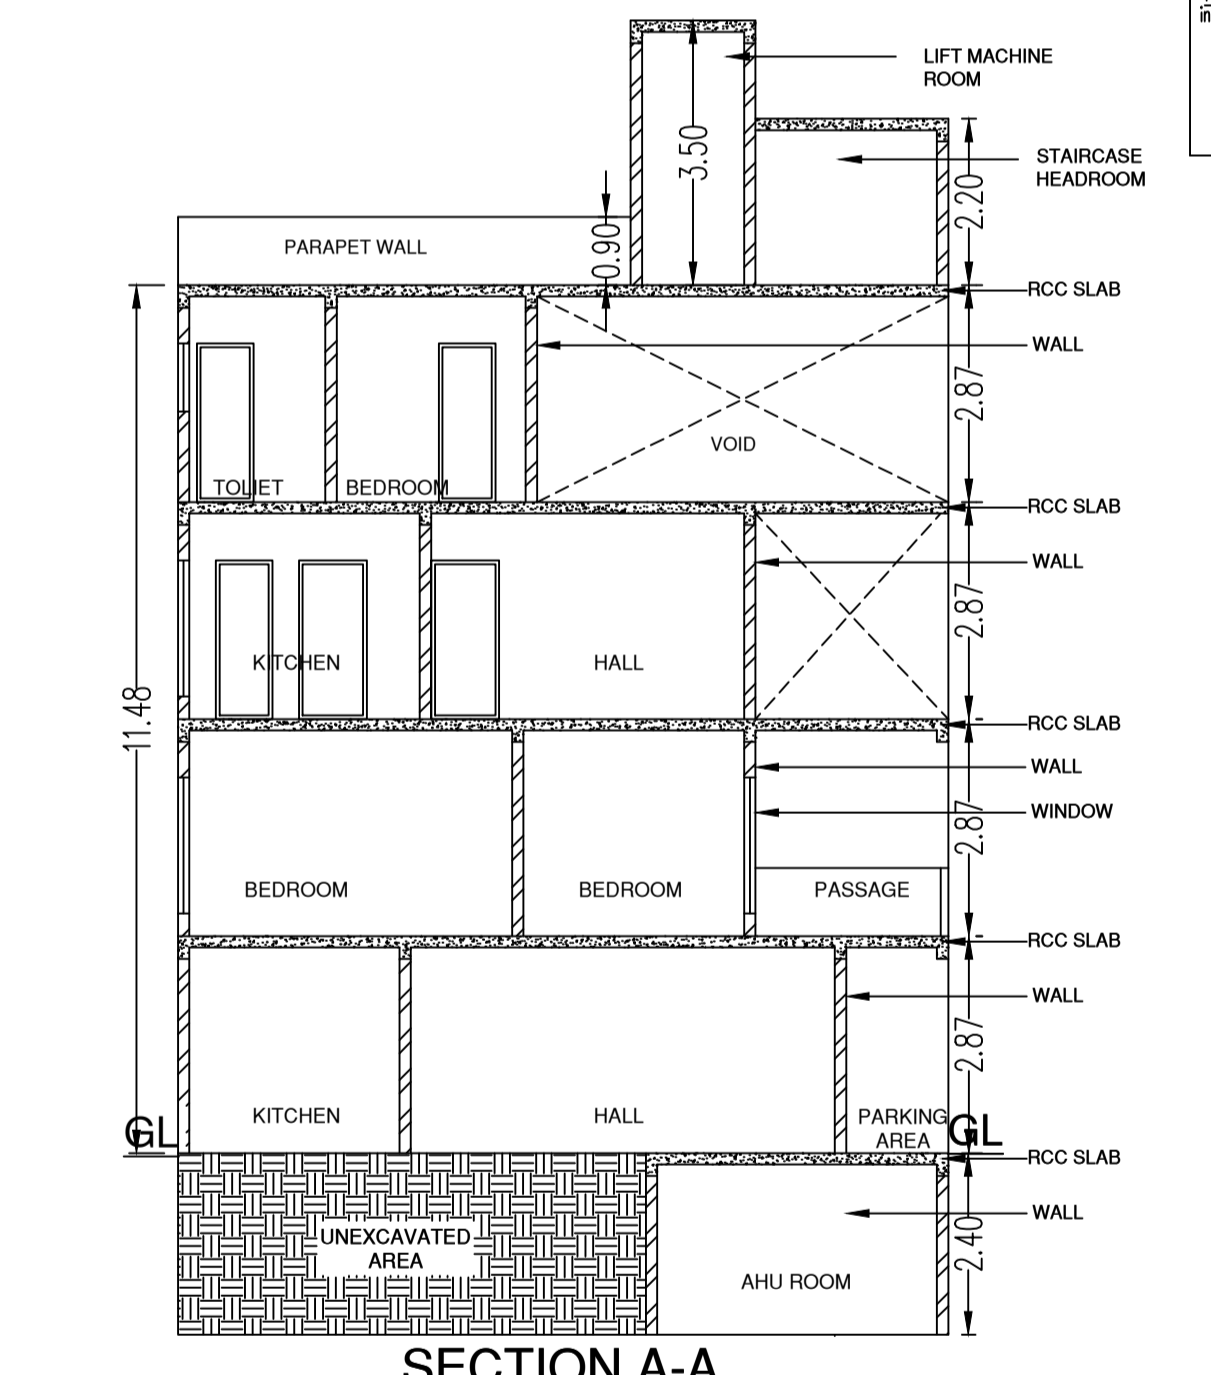 LIFT MACHINE
ROOM
3.50
STAIRCASE
HEADROOM
2.20
PARAPET WALL
0.90
RCC SLAB
WALL
2.87
VOID
TOLIET
BEDROOM
RCC SLAB
WALL
2.87
KITCHEN
HALL
11.48
RCC SLAB
WALL
WINDOW
2.87
BEDROOM
BEDROOM
PASSAGE
RCC SLAB
WALL
2.87
KITCHEN
HALL
PARKING
AREA
GL
GL
RCC SLAB
WALL
2.40
UNEXCAVATED
AREA
AHU ROOM
SECTION A-A